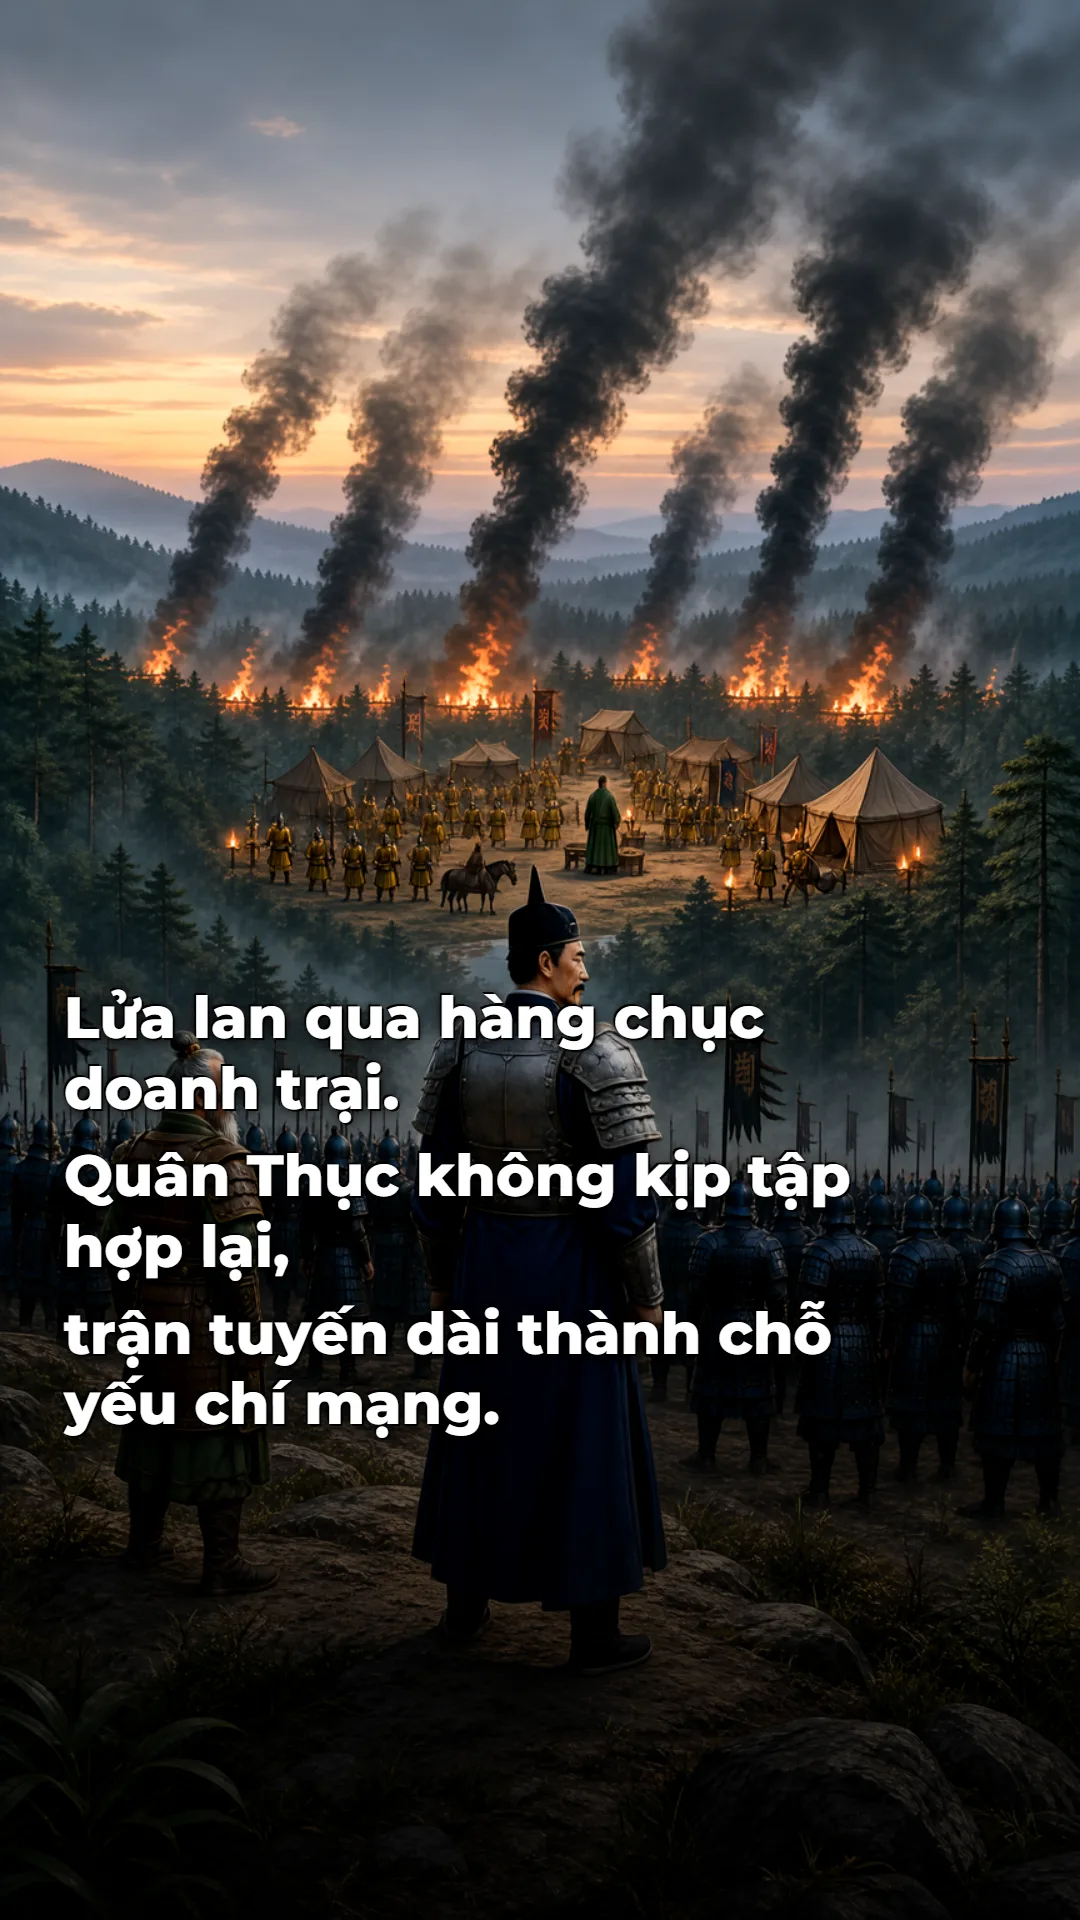 Lửa lan qua hàng chục
doanh trại.
Quân Thục không kịp tập
hợp lại,
trận tuyến dài thành chỗ
yếu chí mạng.